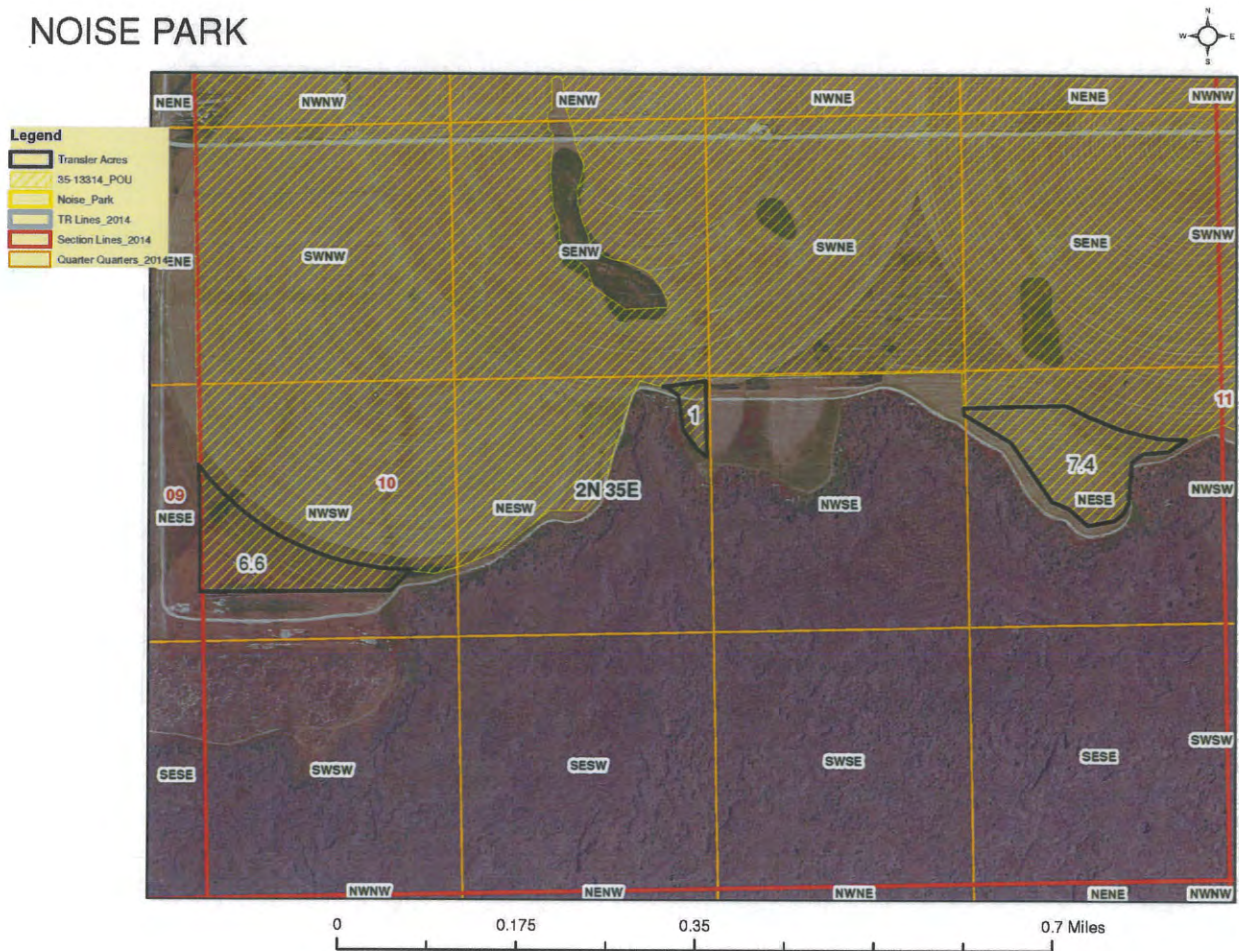 NOISE PARK
N
W E
S
NENE NWNW NENW NWNE NENE NWNW
Legend
Transfer Acres
35-13314_POU
Noise_Park
TR Lines_2014
Section Lines_2014
Quarter Quarters_2014
ENE SWNW SENW SWNE SENE SWNW
1 11
7.4
09 10 2N 35E
NESE NWSW NESW NWSE NESE NWSW
6.6
SESE SWSW SESW SWSE SESE SWSW
NWNW NENW NWNE NENE NWNW
0 0.175 0.35 0.7 Miles